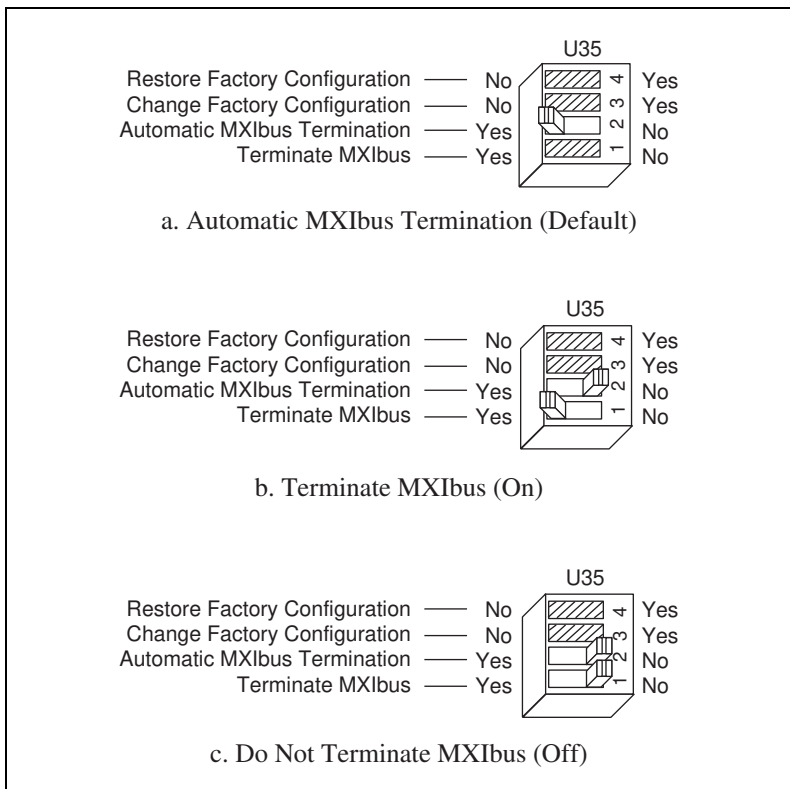 U35
Restore Factory Configuration No 4 Yes
Change Factory Configuration No 3 Yes
Automatic MXIbus Termination Yes 2 No
Terminate MXIbus Yes 1 No
a. Automatic MXIbus Termination (Default)
U35
Restore Factory Configuration No 4 Yes
Change Factory Configuration No 3 Yes
Automatic MXIbus Termination Yes 2 No
Terminate MXIbus Yes 1 No
b. Terminate MXIbus (On)
U35
Restore Factory Configuration No 4 Yes
Change Factory Configuration No 3 Yes
Automatic MXIbus Termination Yes 2 No
Terminate MXIbus Yes 1 No
c. Do Not Terminate MXIbus (Off)